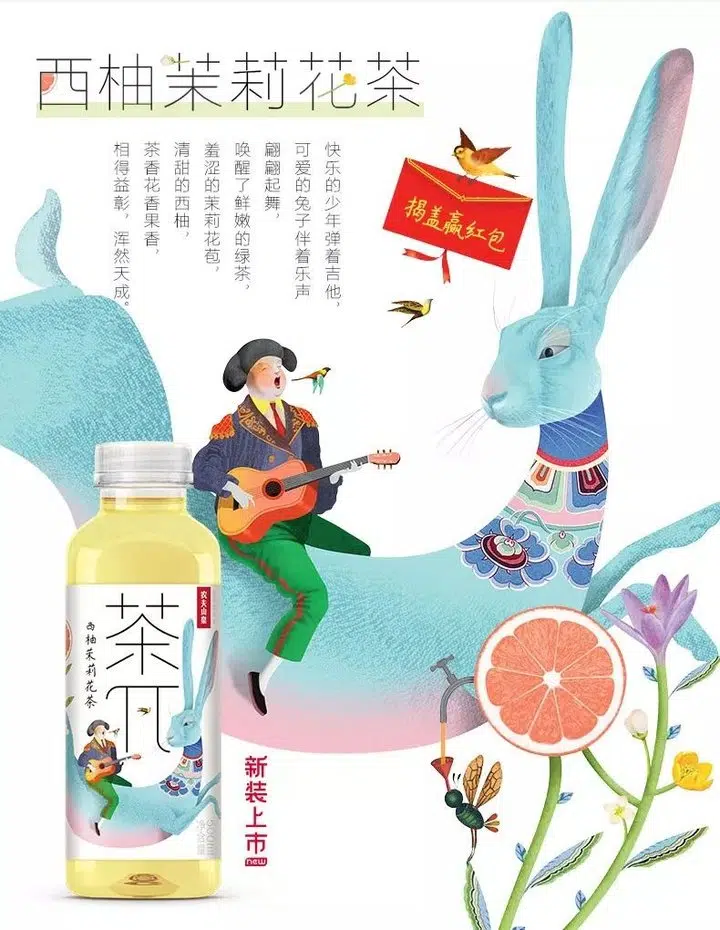 西柚茉莉花茶
快乐的少年弹着吉他，
可爱的兔子伴着乐声
翩翩起舞，
唤醒了鲜嫩的绿茶，
羞涩的茉莉花苞，
清甜的西柚，
茶香花香果香，
相得益彰，浑然天成。
揭盖赢红包
农夫山泉
茶π
西柚茉莉花茶
500ml
净含量
新装上市
new